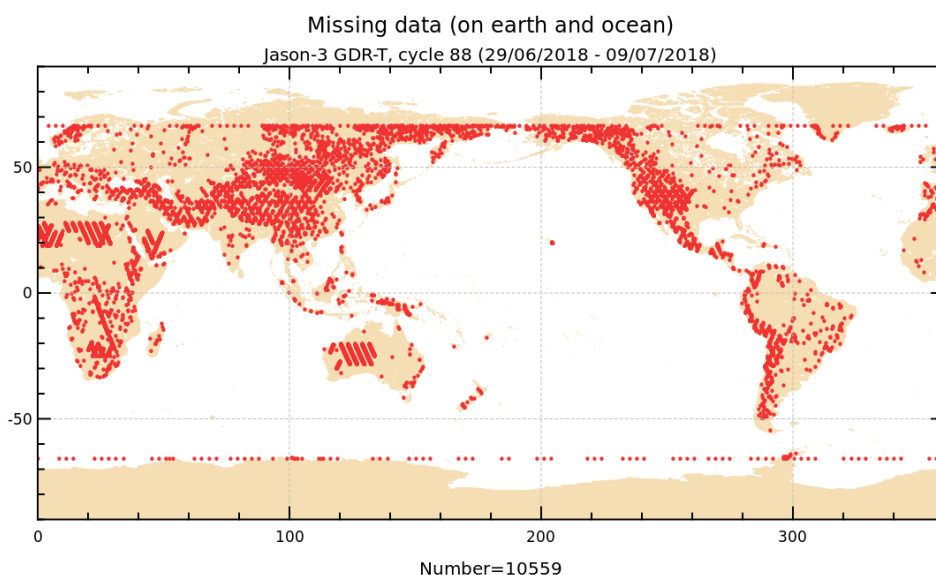 Missing data (on earth and ocean)
Jason-3 GDR-T, cycle 88 (29/06/2018 - 09/07/2018)
50
0
-50
0 100 200 300
Number=10559